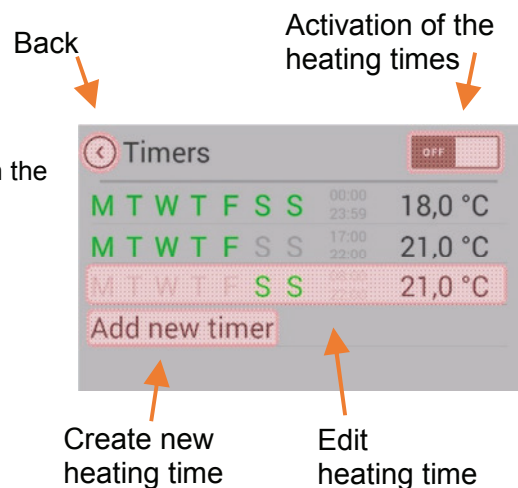 Activation of the
heating times
Back
the
Timers
OFF
M T W T F S S 00:00 23:59 18,0 °C
M T W T F S S 17:00 22:00 21,0 °C
M T W T F S S 21,0 °C
Add new timer
Create new
heating time
Edit
heating time